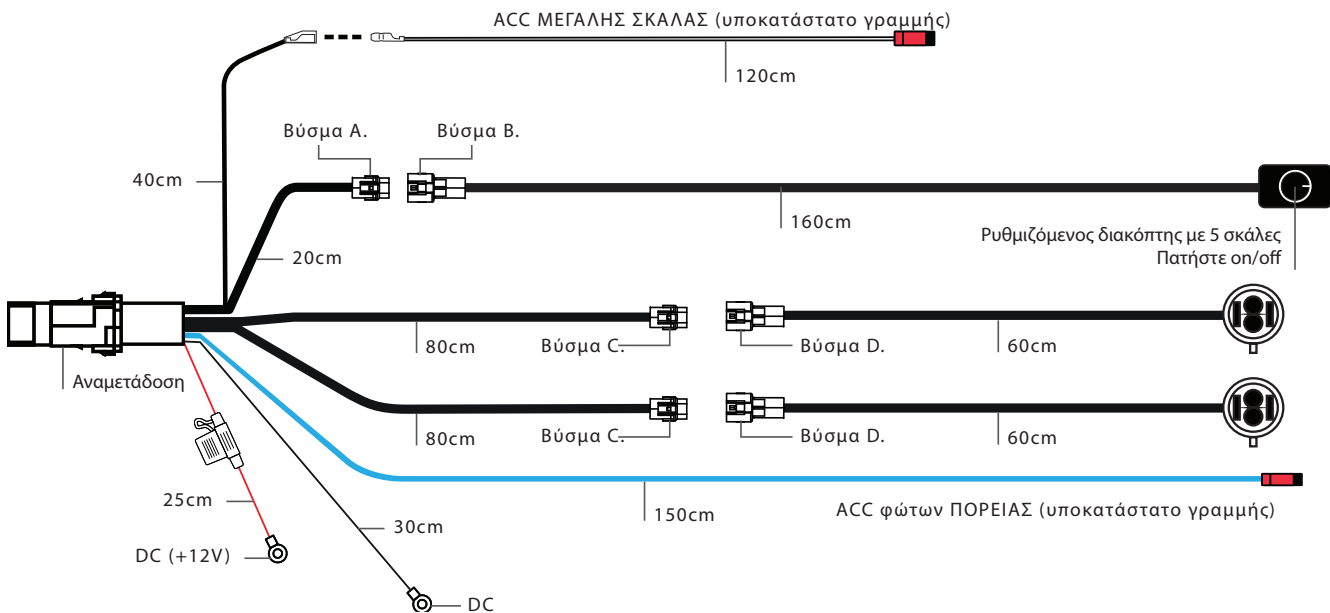 ACC ΜΕΓΑΛΗΣ ΣΚΑΛΑΣ (υποκατάστατο γραμμής)
120cm
Βύσμα A.
Βύσμα B.
40cm
160cm
Ρυθμιζόμενος διακόπτης με 5 σκάλες
Πατήστε on/off
20cm
80cm
Βύσμα C.
Βύσμα D.
60cm
Αναμετάδοση
80cm
Βύσμα C.
Βύσμα D.
60cm
25cm
150cm
ACC φώτων ΠΟΡΕΙΑΣ (υποκατάστατο γραμμής)
30cm
DC (+12V)
DC